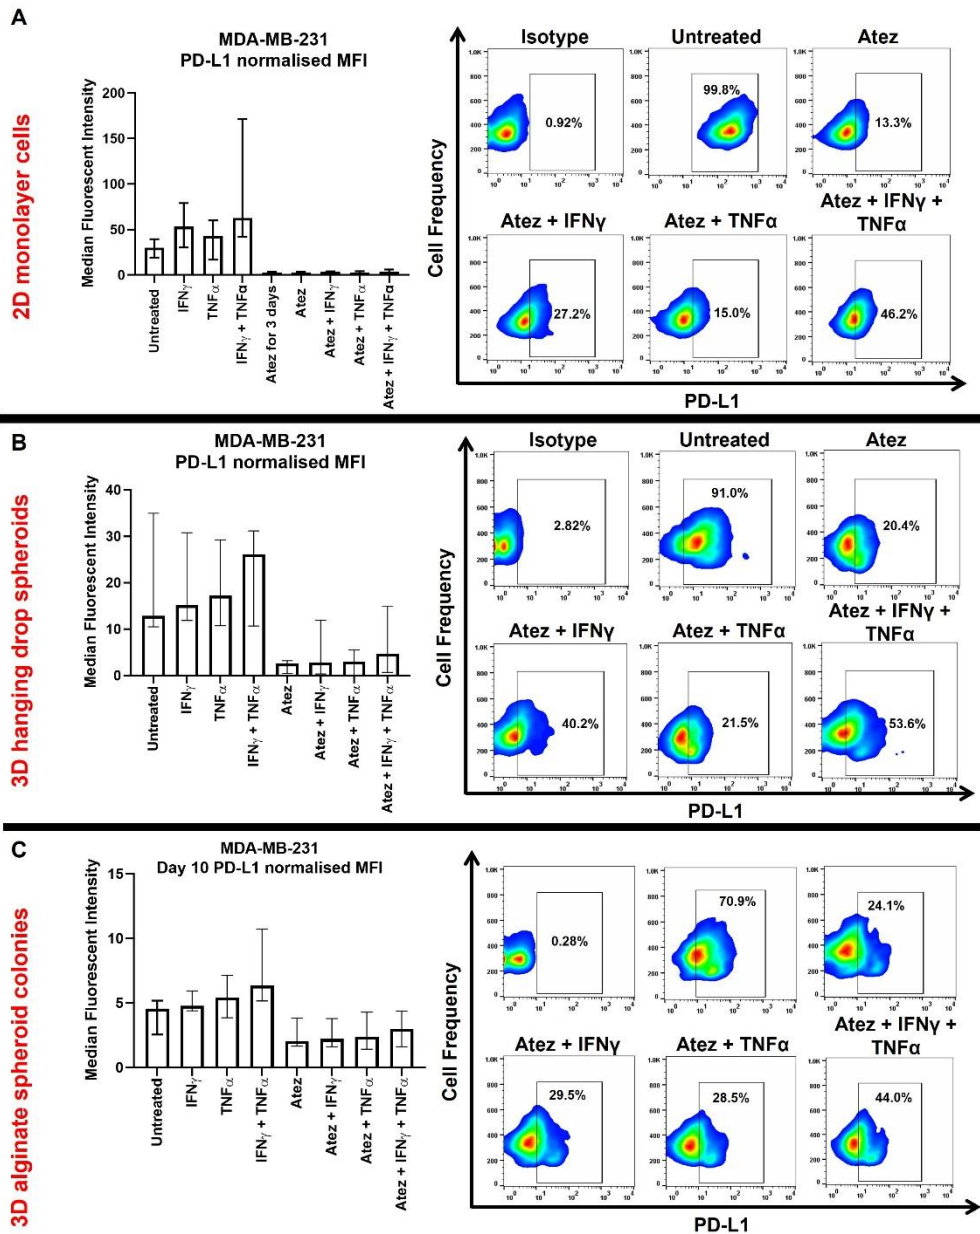 A
2D monolayer cells
MDA-MB-231
PD-L1 normalised MFI
Median Fluorescent Intensity
200
150
100
50
0
Untreated
IFNγ
TNFα
IFNγ + TNFα
Atez for 3 days
Atez
Atez + IFNγ
Atez + TNFα
Atez + IFNγ + TNFα
Cell Frequency
Isotype
0.92%
Untreated
99.8%
Atez
13.3%
Atez + IFNγ
27.2%
Atez + TNFα
15.0%
Atez + IFNγ +
TNFα
46.2%
PD-L1
B
3D hanging drop spheroids
MDA-MB-231
PD-L1 normalised MFI
Median Fluorescent Intensity
40
30
20
10
0
Untreated
IFNγ
TNFα
IFNγ + TNFα
Atez
Atez + IFNγ
Atez + TNFα
Atez + IFNγ + TNFα
Cell Frequency
Isotype
2.82%
Untreated
91.0%
Atez
20.4%
Atez + IFNγ
40.2%
Atez + TNFα
21.5%
Atez + IFNγ +
TNFα
53.6%
PD-L1
C
3D alginate spheroid colonies
MDA-MB-231
Day 10 PD-L1 normalised MFI
Median Fluorescent Intensity
15
10
5
0
Untreated
IFNγ
TNFα
IFNγ + TNFα
Atez
Atez + IFNγ
Atez + TNFα
Atez + IFNγ + TNFα
Cell Frequency
0.28%
70.9%
24.1%
Atez + IFNγ
29.5%
Atez + TNFα
28.5%
Atez + IFNγ +
TNFα
44.0%
PD-L1